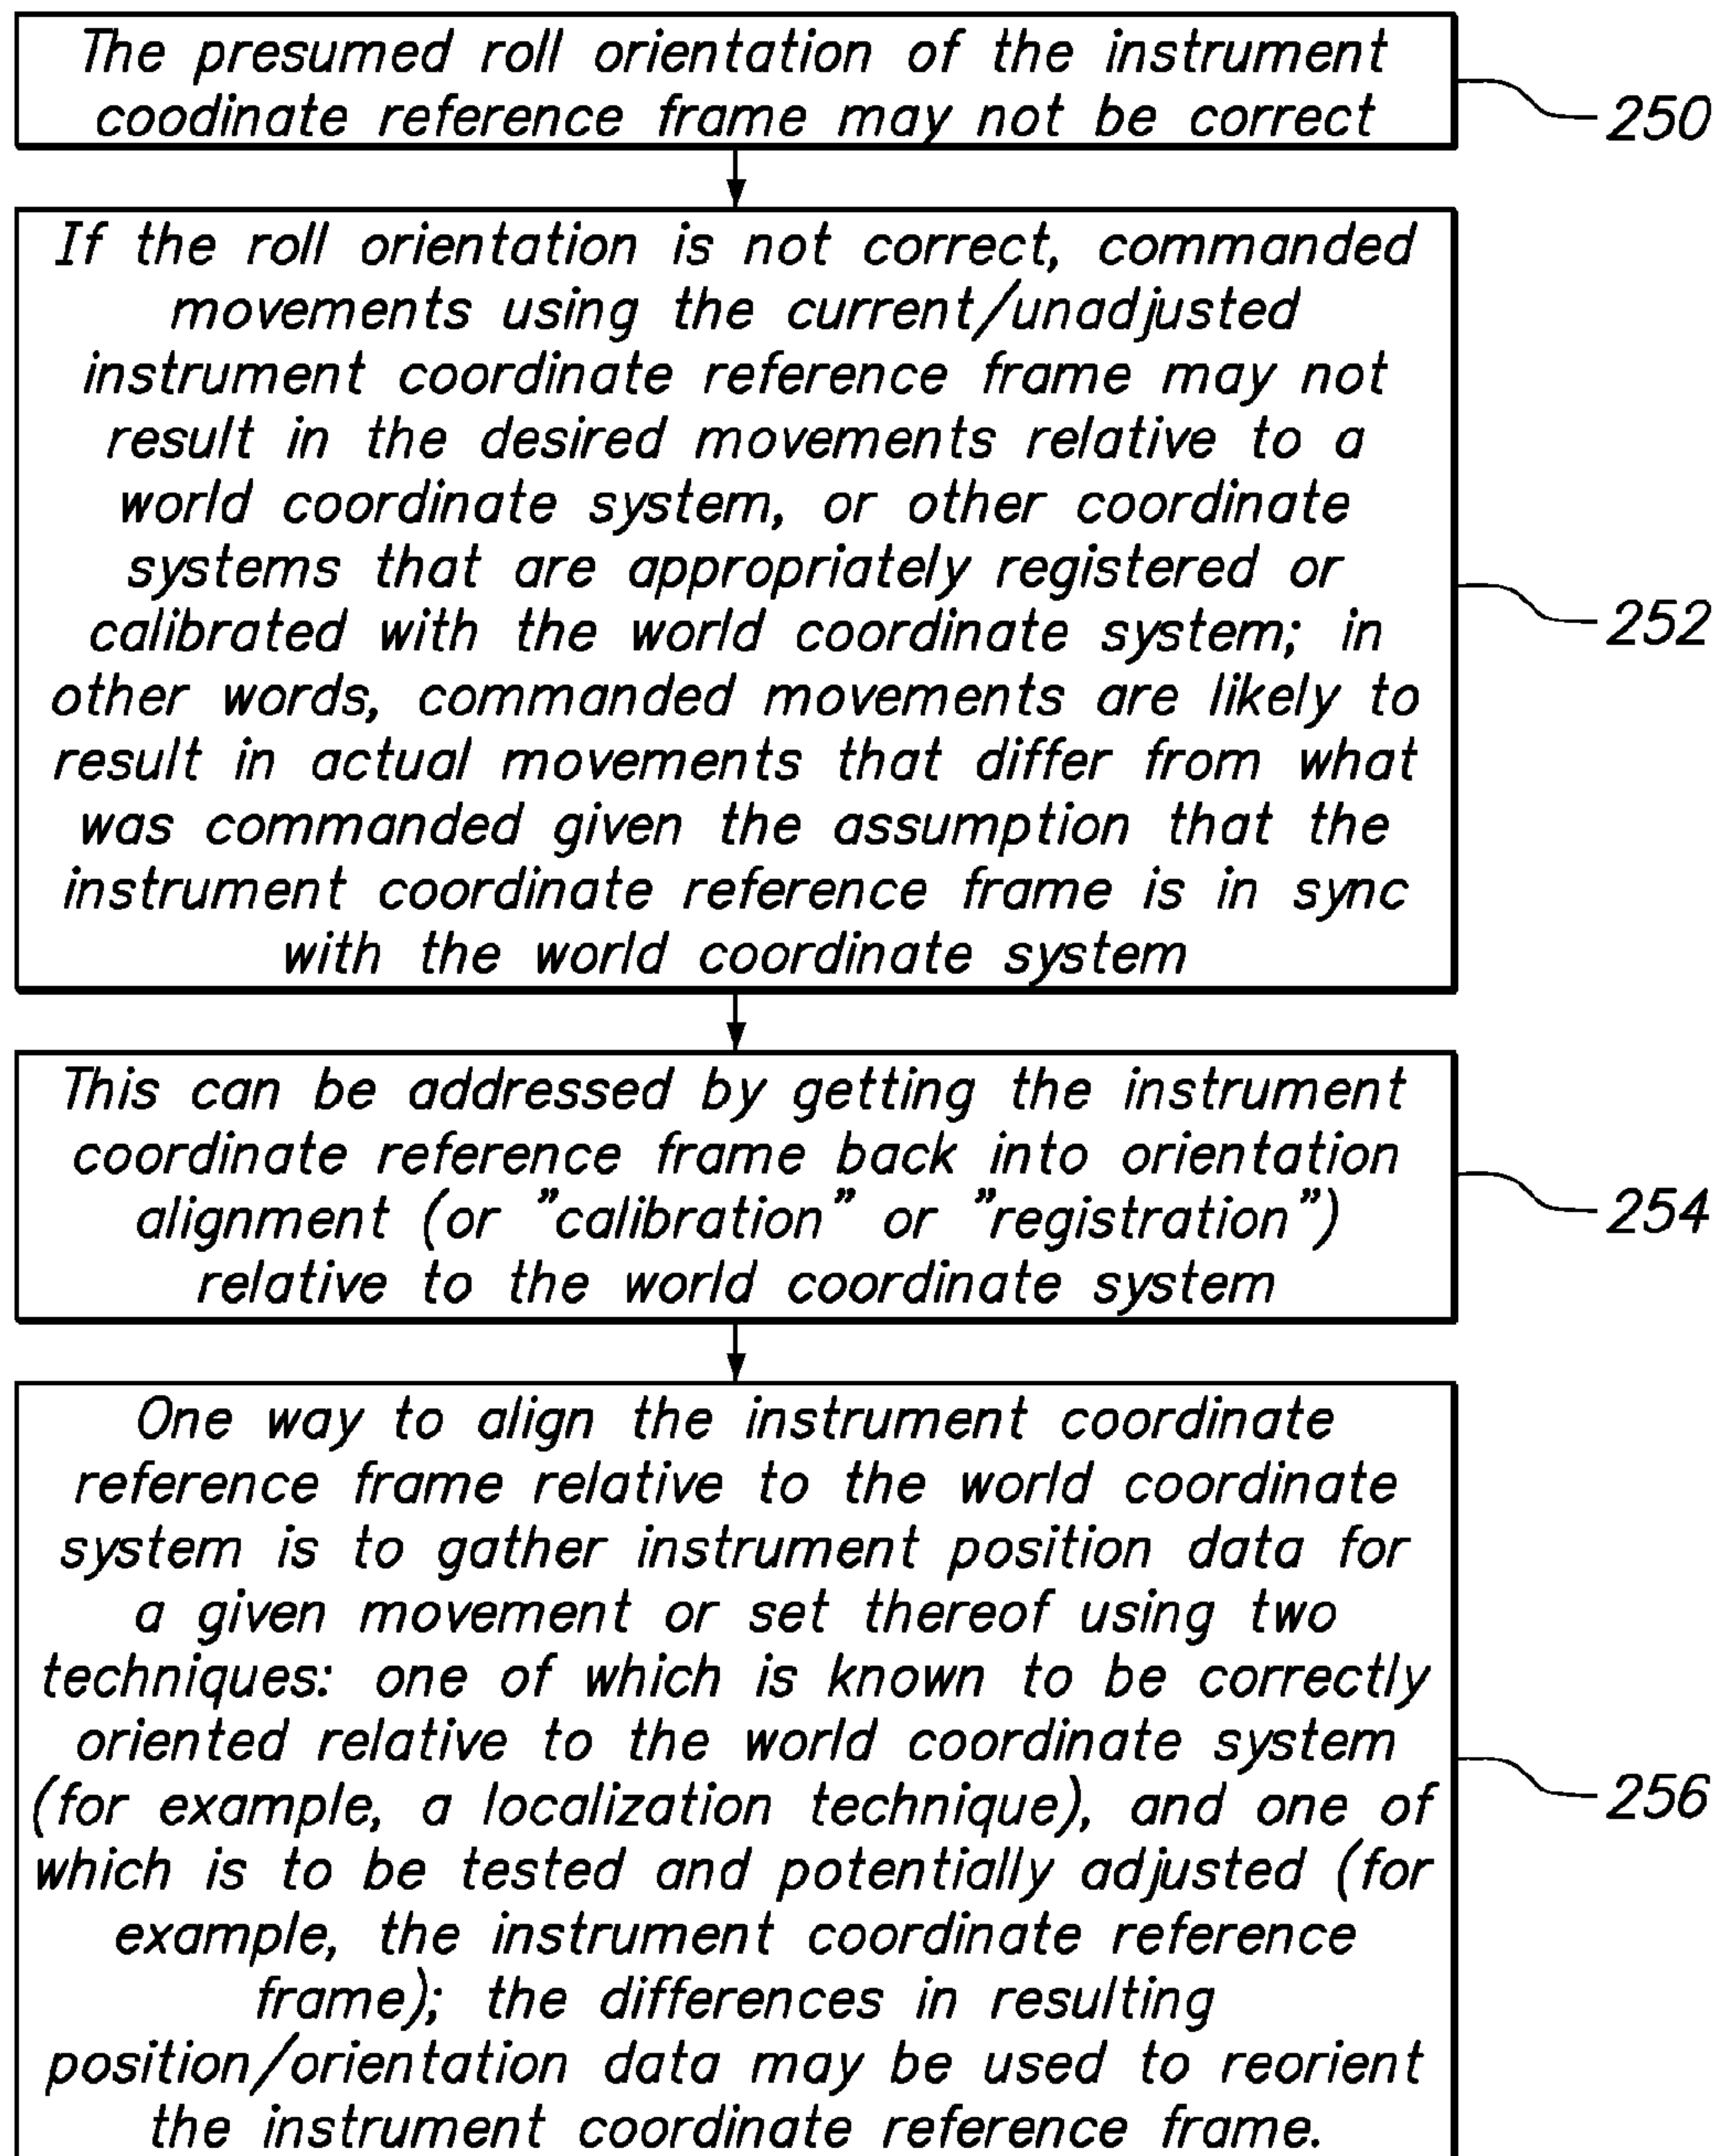 The presumed roll orientation of the instrument
coodinate reference frame may not be correct
250
If the roll orientation is not correct, commanded
movements using the current/unadjusted
instrument coordinate reference frame may not
result in the desired movements relative to a
world coordinate system, or other coordinate
systems that are appropriately registered or
calibrated with the world coordinate system; in
other words, commanded movements are likely to
result in actual movements that differ from what
was commanded given the assumption that the
instrument coordinate reference frame is in sync
with the world coordinate system
252
This can be addressed by getting the instrument
coordinate reference frame back into orientation
alignment (or ”calibration” or ”registration”)
relative to the world coordinate system
254
One way to align the instrument coordinate
reference frame relative to the world coordinate
system is to gather instrument position data for
a given movement or set thereof using two
techniques: one of which is known to be correctly
oriented relative to the world coordinate system
(for example, a localization technique), and one of
which is to be tested and potentially adjusted (for
example, the instrument coordinate reference
frame); the differences in resulting
position/orientation data may be used to reorient
the instrument coordinate reference frame.
256